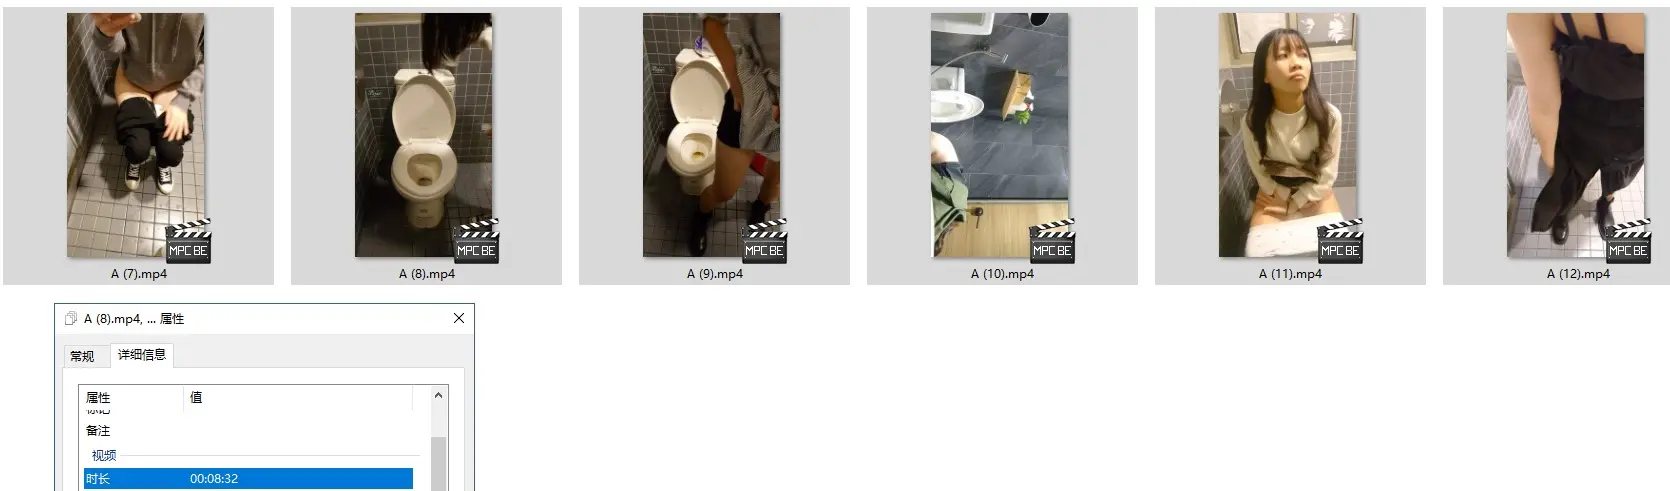 MPC BE
MPC BE
MPC BE
MPC BE
MPC BE
MPC BE
A (7).mp4
A (8).mp4
A (9).mp4
A (10).mp4
A (11).mp4
A (12).mp4
A (8).mp4, ... 属性
常规
详细信息
属性
值
备注
视频
时长
00:08:32